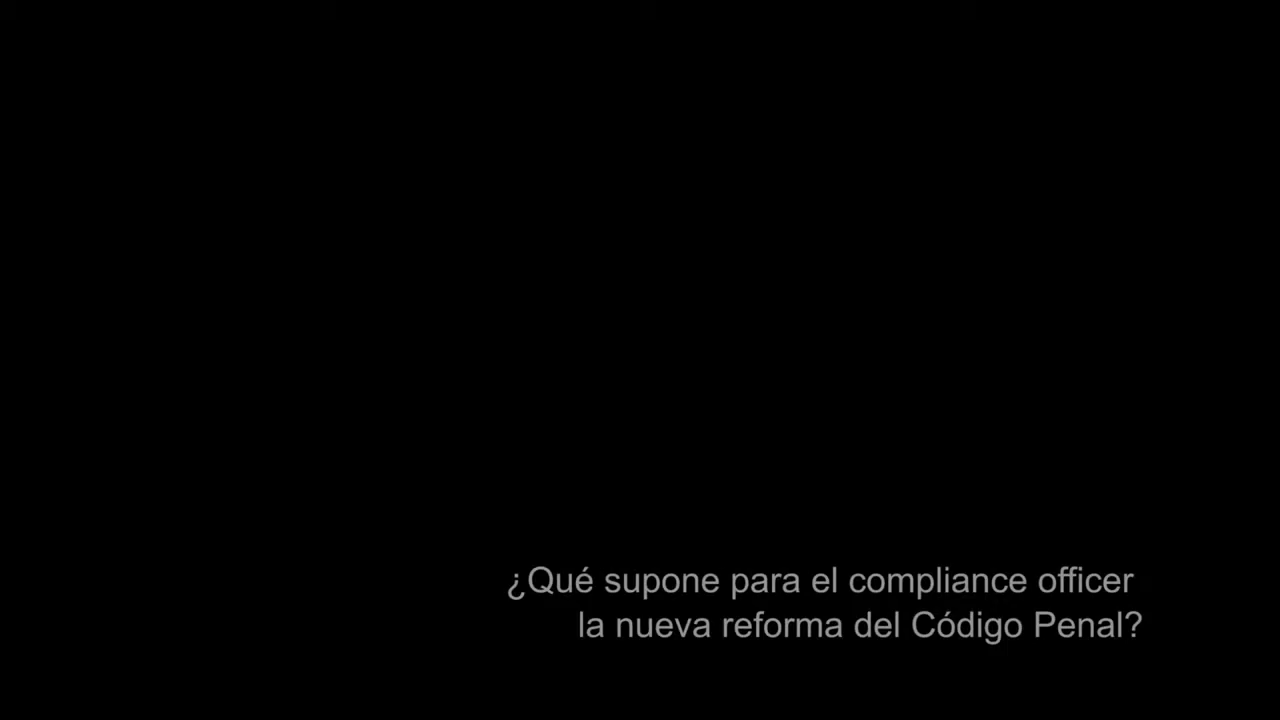 ¿Qué supone para el compliance officer
la nueva reforma del Código Penal?